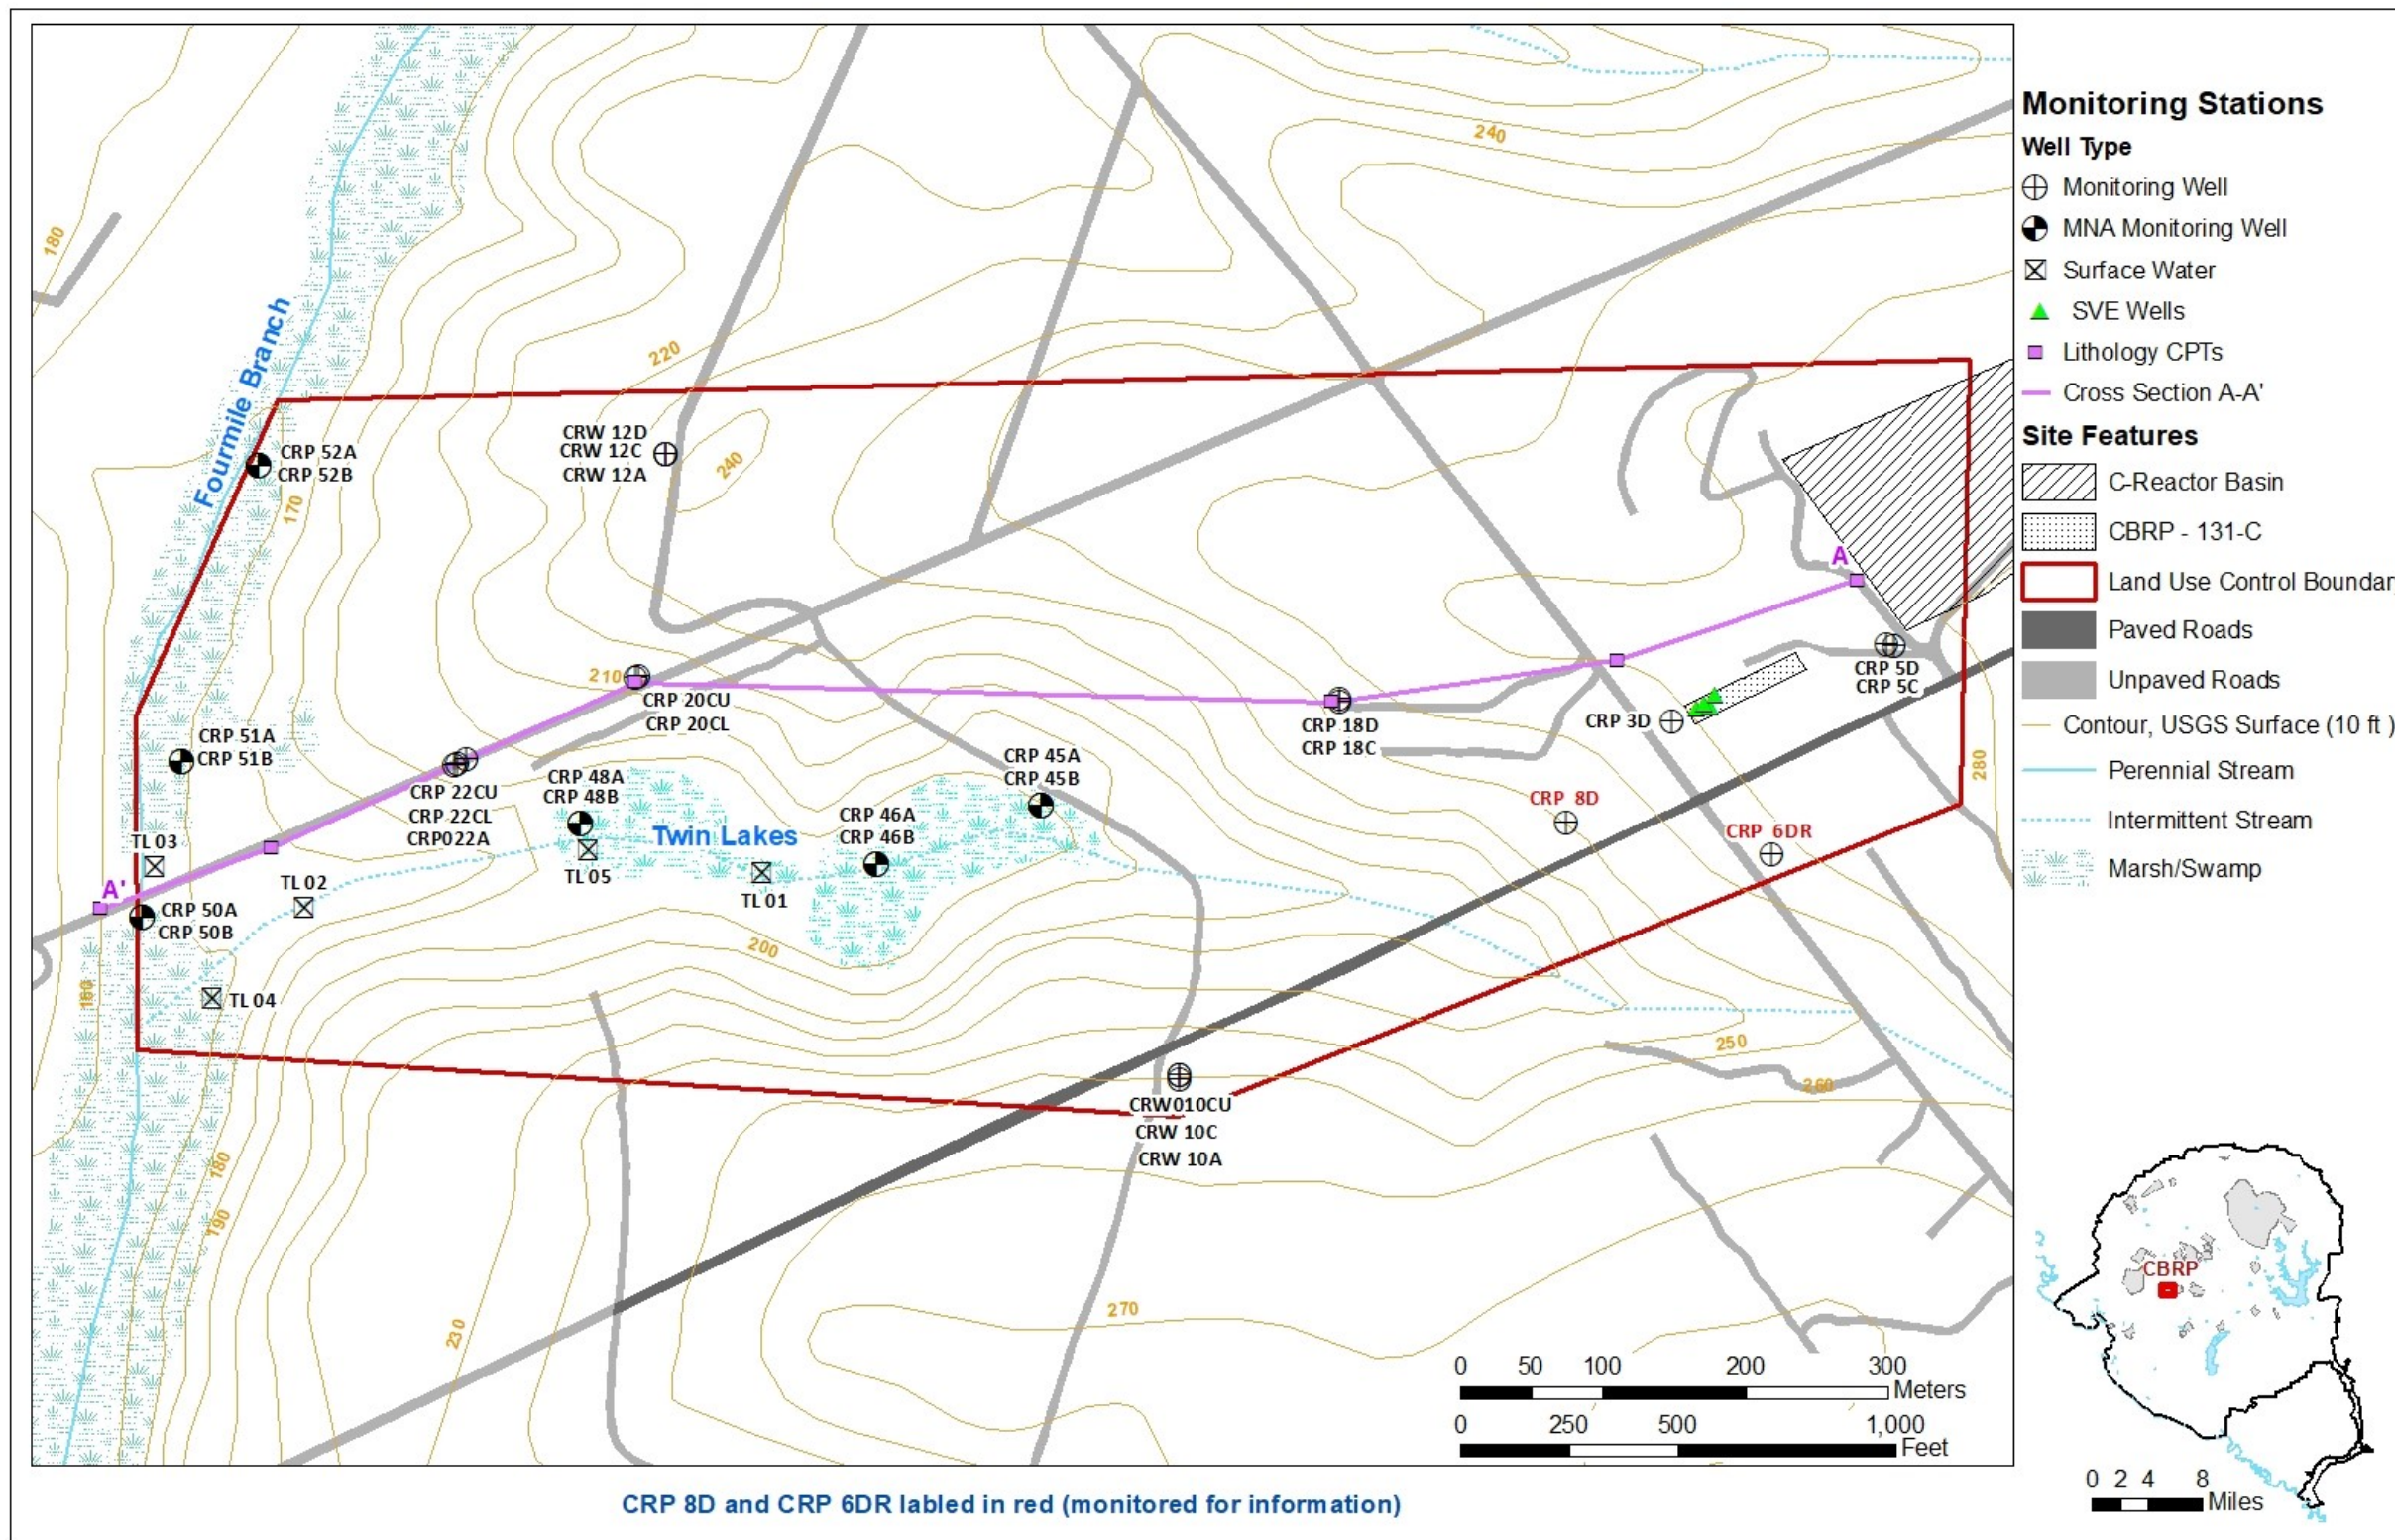 240
180
Fourmile Branch
220
CRW 12D
CRW 12C
CRW 12A
240
CRP 52A
CRP 52B
170
A
210
CRP 20CU
CRP 20CL
CRP 18D
CRP 18C
CRP 3D
CRP 5D
CRP 5C
CRP 51A
CRP 51B
CRP 22CU
CRP 22CL
CRP022A
CRP 48A
CRP 48B
CRP 45A
CRP 45B
280
CRP 8D
CRP 46A
CRP 46B
Twin Lakes
CRP 6DR
TL 03
TL 05
A'
TL 02
TL 01
CRP 50A
CRP 50B
200
160
TL 04
250
260
CRW010CU
CRW 10C
CRW 10A
180
190
230
270
0 50 100 200 300
Meters
0 250 500 1,000
Feet
CRP 8D and CRP 6DR labled in red (monitored for information)
Monitoring Stations
Well Type
Monitoring Well
MNA Monitoring Well
Surface Water
SVE Wells
Lithology CPTs
Cross Section A-A'
Site Features
C-Reactor Basin
CBRP - 131-C
Land Use Control Boundar
Paved Roads
Unpaved Roads
Contour, USGS Surface (10 ft )
Perennial Stream
Intermittent Stream
Marsh/Swamp
CBRP
0 2 4 8
Miles